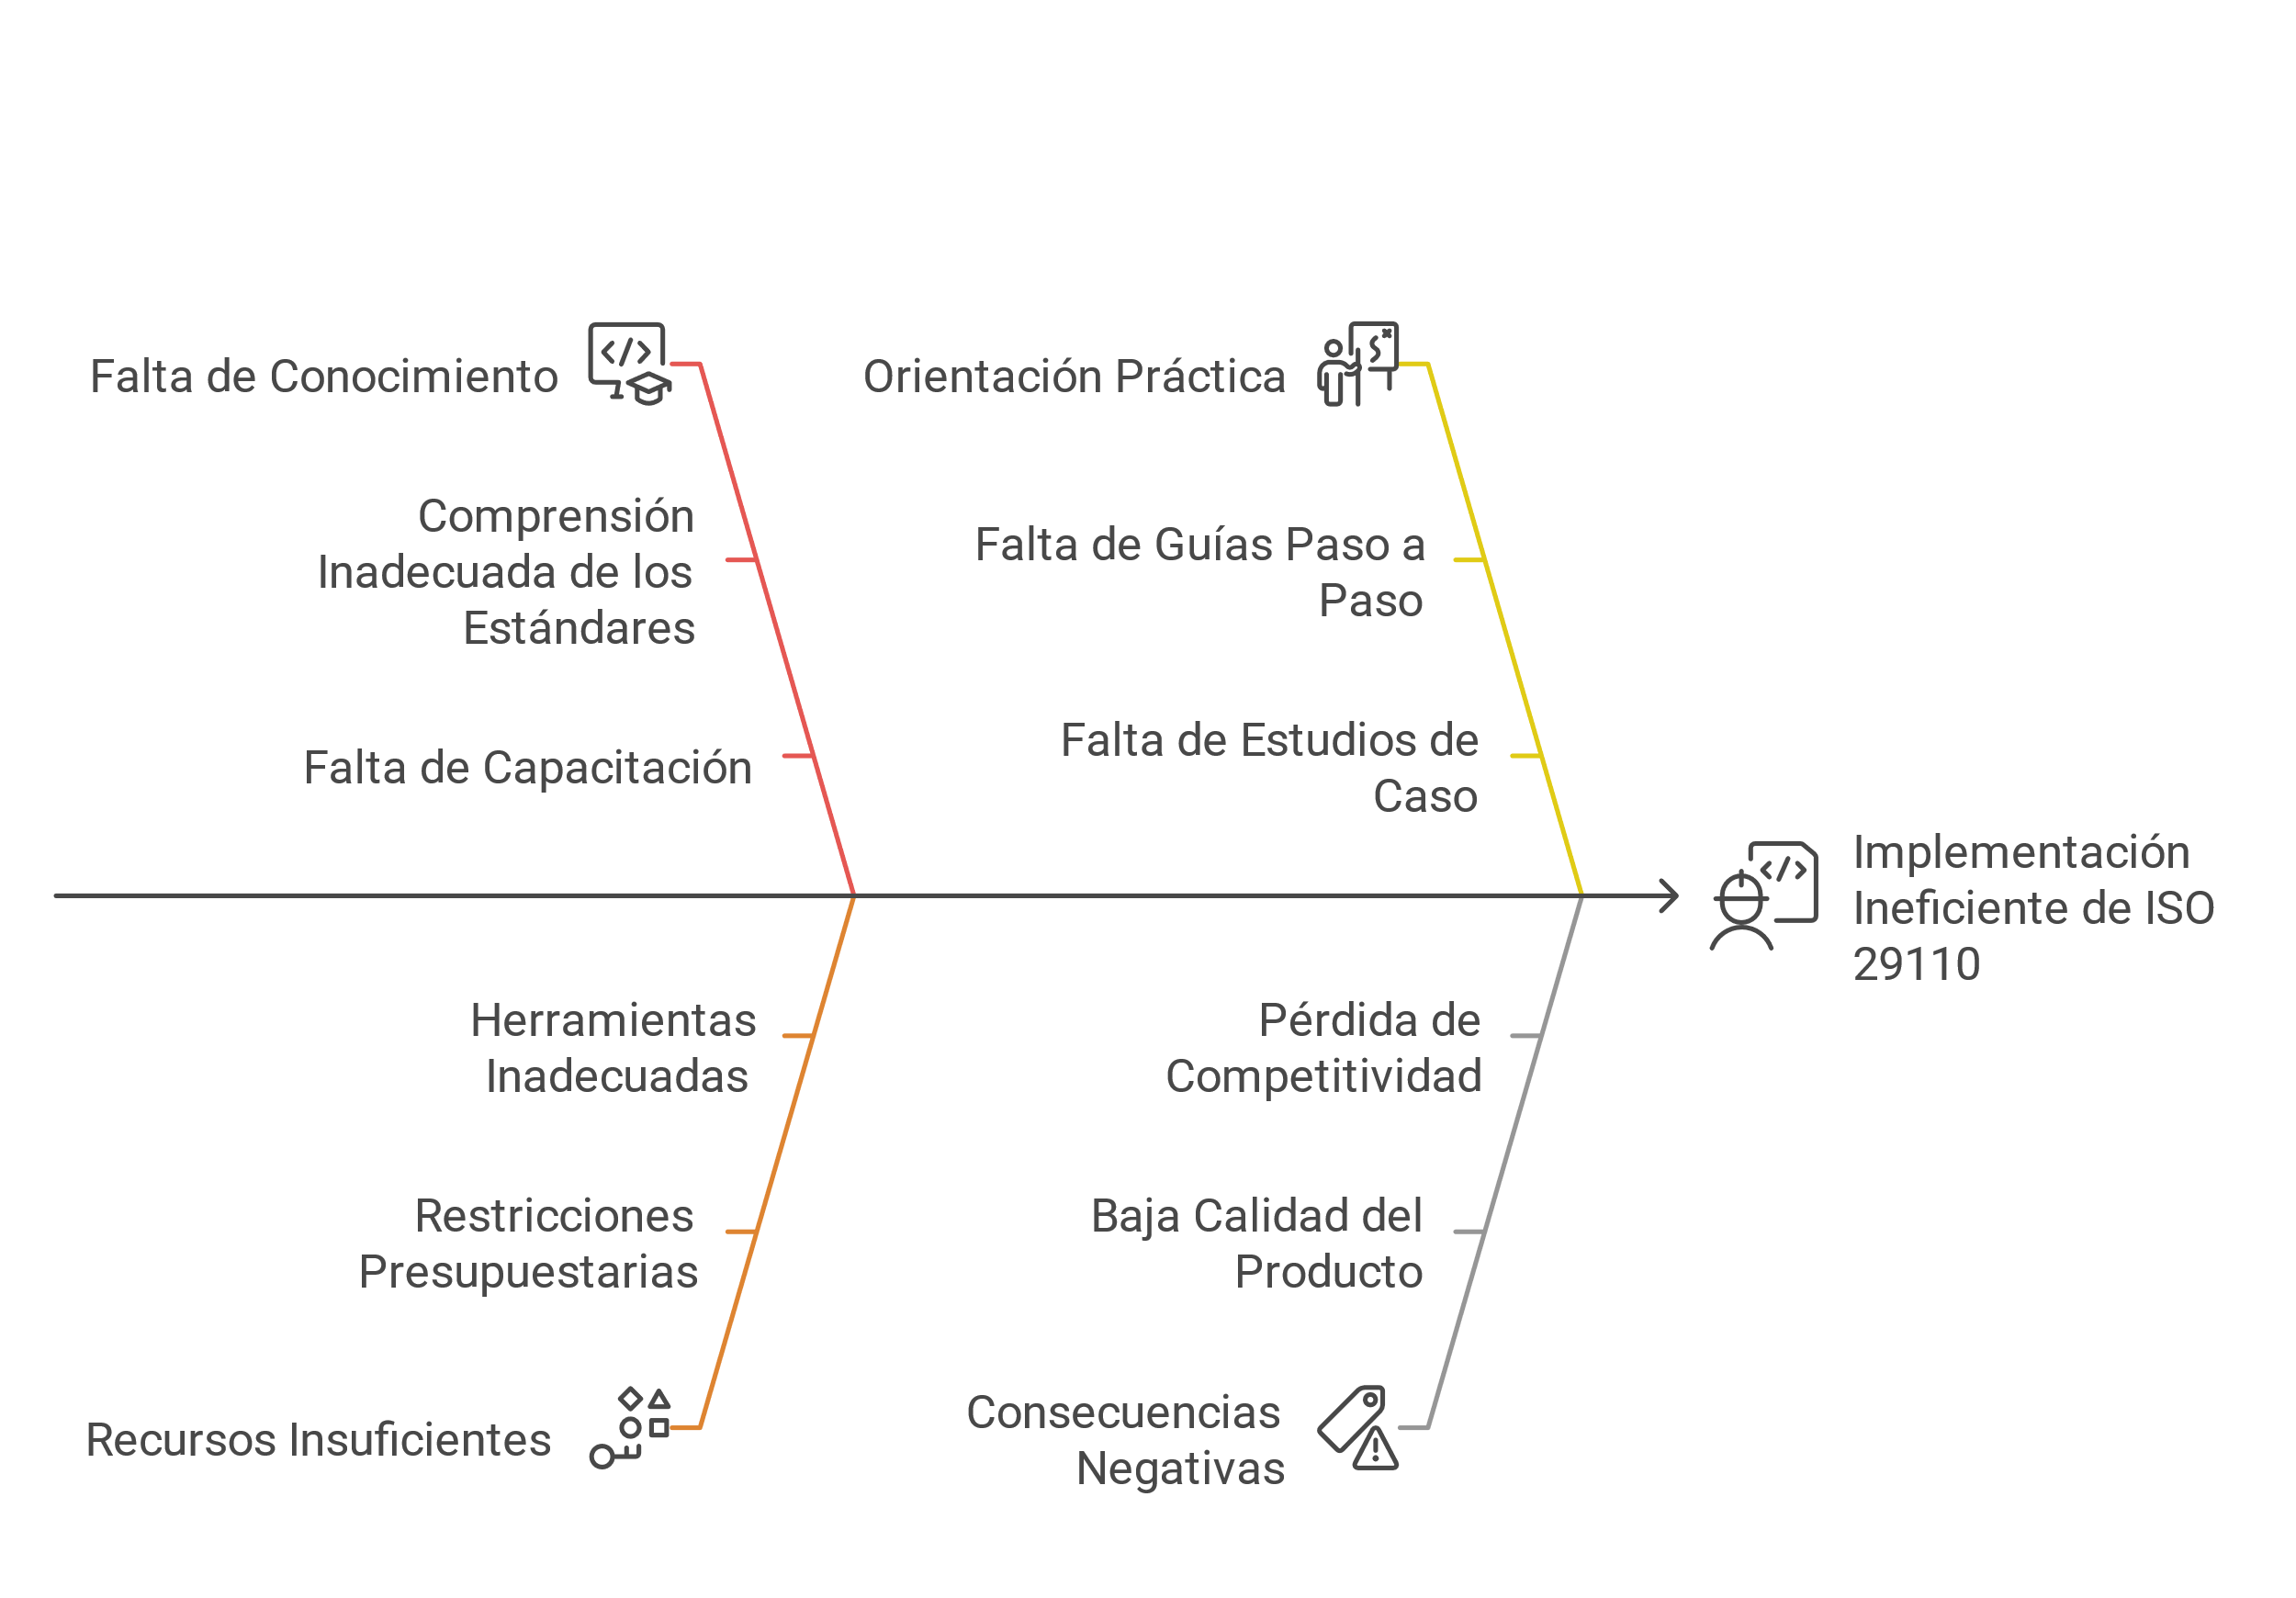 Falta de Conocimiento
Comprensión
Inadecuada de los
Estándares
Falta de Capacitación
Orientación Práctica
Falta de Guías Paso a
Paso
Falta de Estudios de
Caso
Implementación
Ineficiente de ISO
29110
Herramientas
Inadecuadas
Restricciones
Presupuestarias
Recursos Insuficientes
Pérdida de
Competitividad
Baja Calidad del
Producto
Consecuencias
Negativas